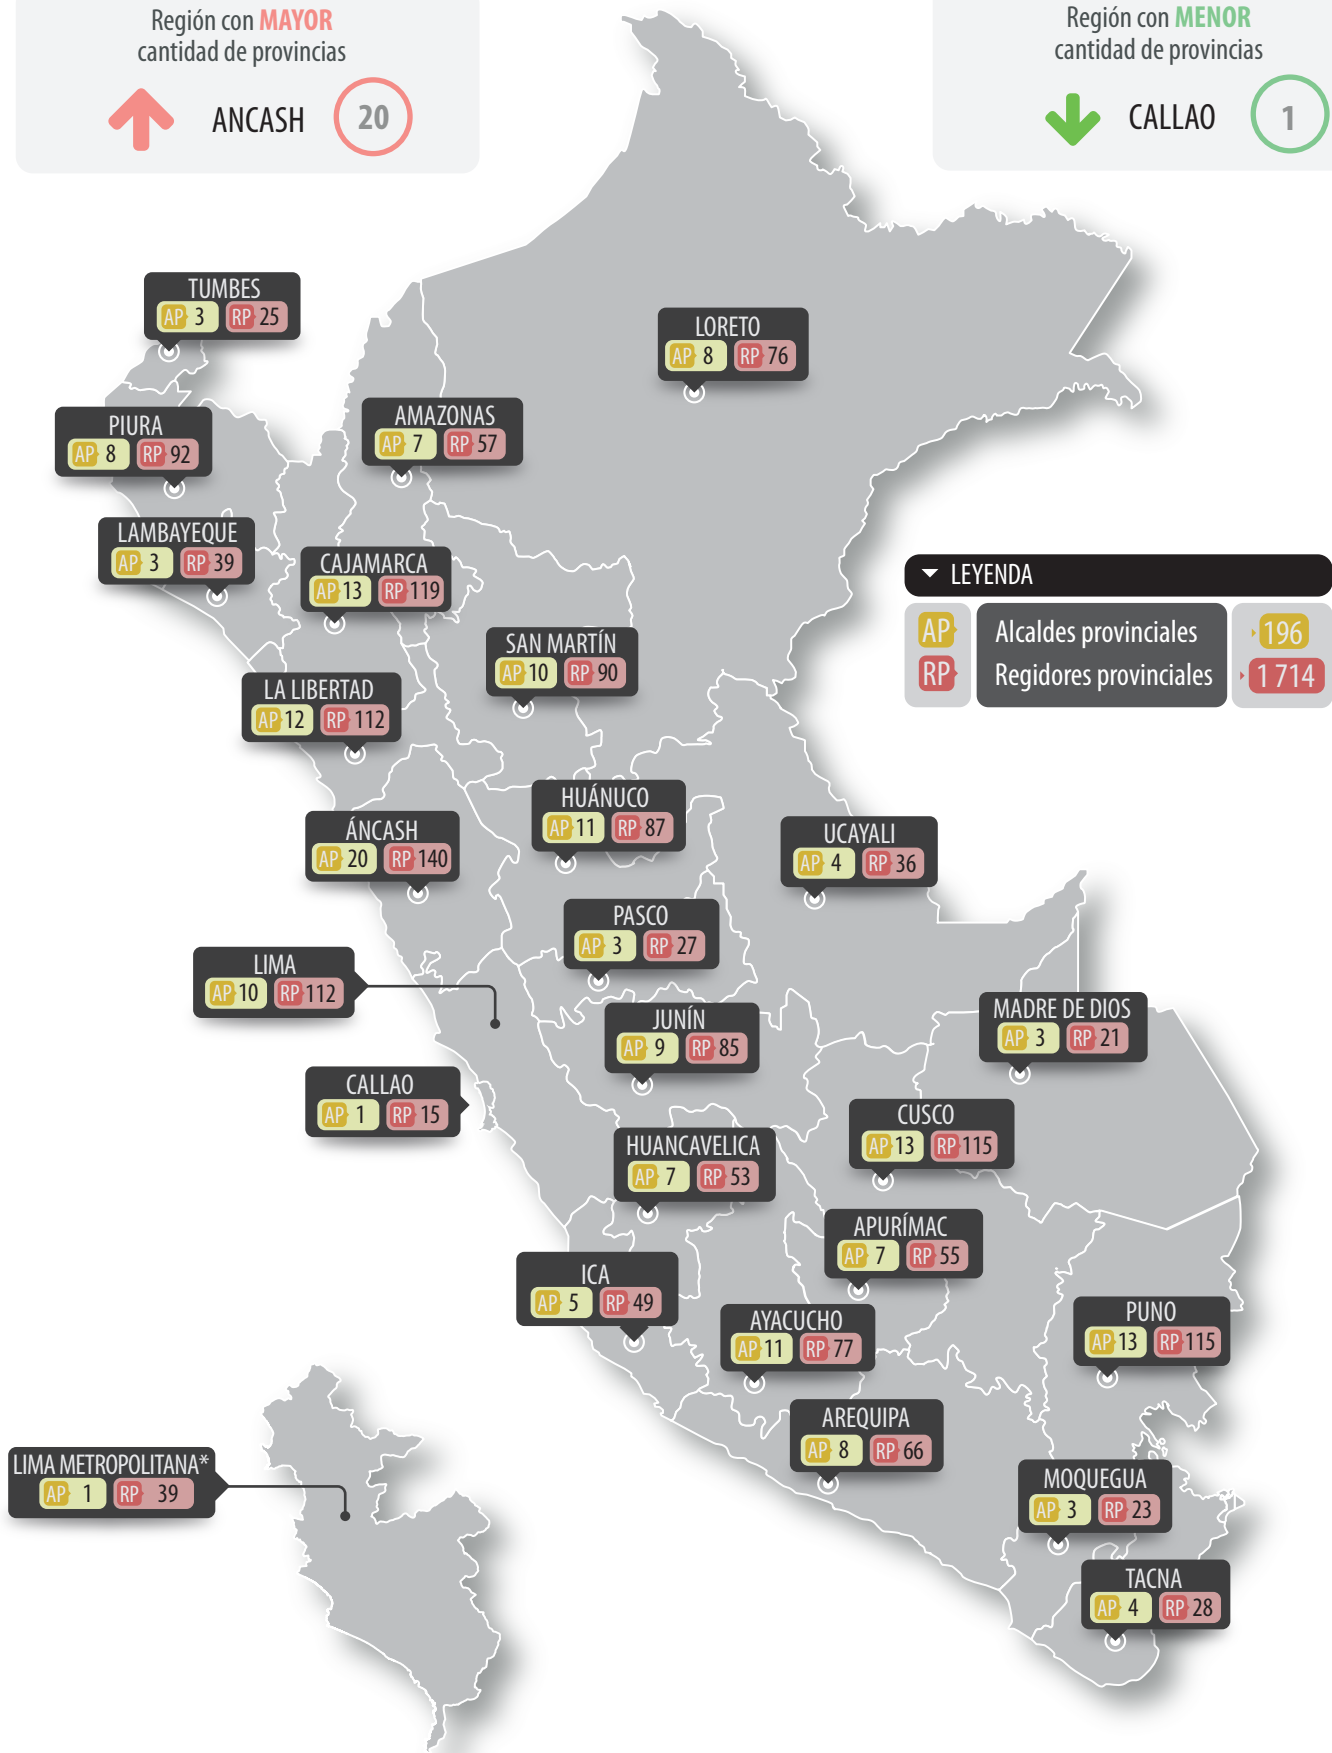 Región con MAYOR
cantidad de provincias
ANCASH 20
Región con MENOR
cantidad de provincias
CALLAO 1
TUMBES
AP 3 RP 25
LORETO
AP 8 RP 76
PIURA
AP 8 RP 92
AMAZONAS
AP 7 RP 57
LAMBAYEQUE
AP 3 RP 39
CAJAMARCA
AP 13 RP 119
LEYENDA
AP Alcaldes provinciales 196
RP Regidores provinciales 1 714
SAN MARTÍN
AP 10 RP 90
LA LIBERTAD
AP 12 RP 112
HUÁNUCO
AP 11 RP 87
ÁNCASH
AP 20 RP 140
UCAYALI
AP 4 RP 36
PASCO
AP 3 RP 27
LIMA
AP 10 RP 112
JUNÍN
AP 9 RP 85
MADRE DE DIOS
AP 3 RP 21
CALLAO
AP 1 RP 15
CUSCO
AP 13 RP 115
HUANCAVELICA
AP 7 RP 53
APURÍMAC
AP 7 RP 55
ICA
AP 5 RP 49
AYACUCHO
AP 11 RP 77
PUNO
AP 13 RP 115
AREQUIPA
AP 8 RP 66
LIMA METROPOLITANA*
AP 1 RP 39
MOQUEGUA
AP 3 RP 23
TACNA
AP 4 RP 28